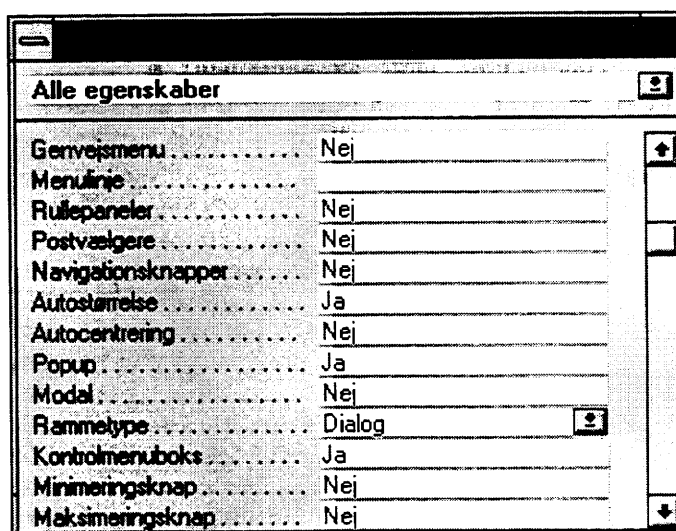 Alle egenskaber
Genvejsmenu........... Nej
Menulinje..............
Rullepaneler........... Nej
Postvælgere........... Nej
Navigationsknapper...... Nej
Autostørrelse........... Ja
Autocentrering.......... Nej
Popup................ Ja
Modal................ Nej
Rammetype............ Dialog
Kontrolmenuboks....... Ja
Minimeringsknap........ Nej
Maksimeringsknap...... Nej